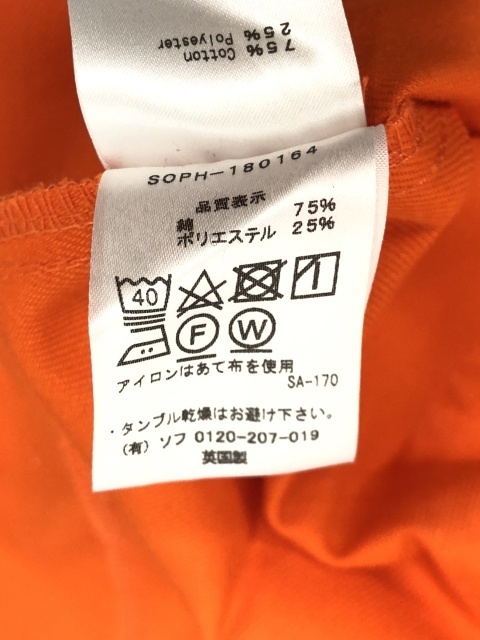 75% Cotton
25% Polyester
SOPH-180164
品質表示
綿 75%
ポリエステル 25%
40
F W
アイロンはあて布を使用
SA-170
・タンブル乾燥はお避け下さい。
(有) ソフ 0120-207-019
英国製